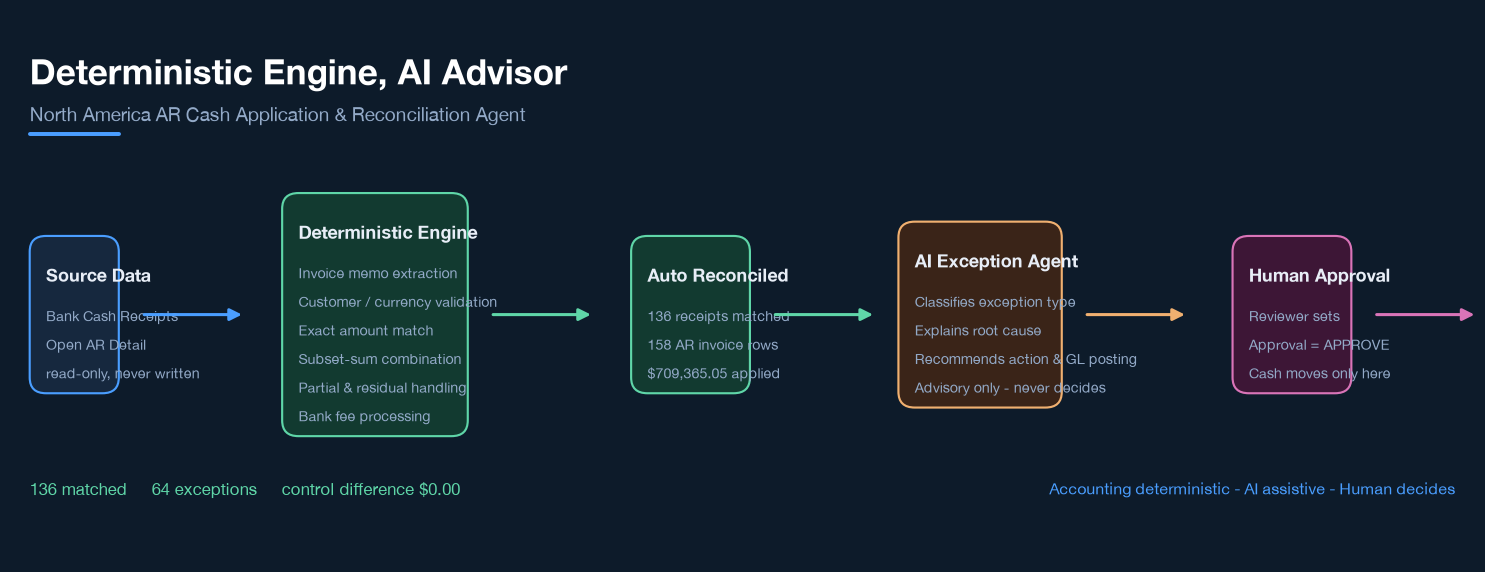 Deterministic Engine, AI Advisor
North America AR Cash Application & Reconciliation Agent
Source Data
Bank Cash Receipts
Open AR Detail
read-only, never written
Deterministic Engine
Invoice memo extraction
Customer / currency validation
Exact amount match
Subset-sum combination
Partial & residual handling
Bank fee processing
Auto Reconciled
136 receipts matched
158 AR invoice rows
$709,365.05 applied
AI Exception Agent
Classifies exception type
Explains root cause
Recommends action & GL posting
Advisory only - never decides
Human Approval
Reviewer sets
Approval = APPROVE
Cash moves only here
136 matched 64 exceptions control difference $0.00
Accounting deterministic - AI assistive - Human decides